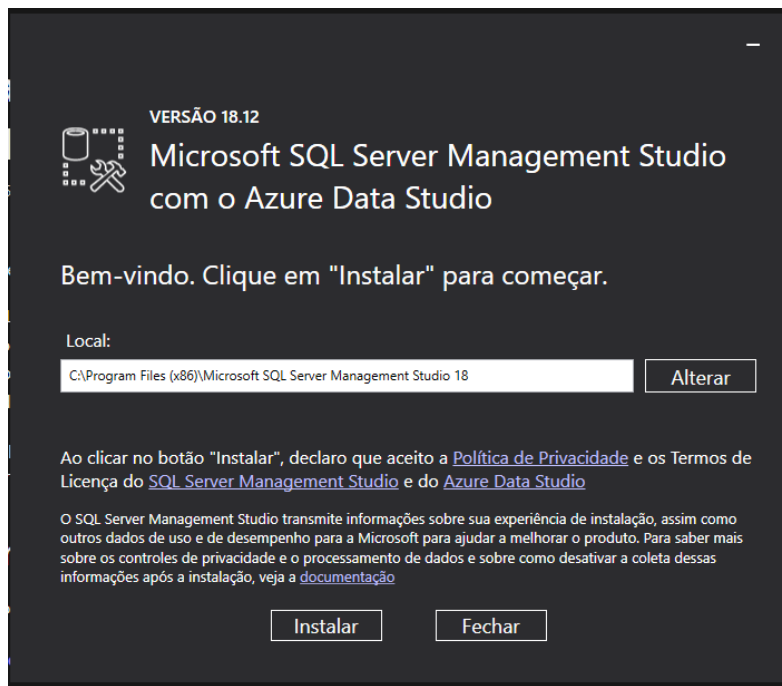 VERSÃO 18.12
Microsoft SQL Server Management Studio
com o Azure Data Studio
Bem-vindo. Clique em "Instalar" para começar.
Local:
C:\Program Files (x86)\Microsoft SQL Server Management Studio 18
Alterar
Ao clicar no botão "Instalar", declaro que aceito a Política de Privacidade e os Termos de
Licença do SQL Server Management Studio e do Azure Data Studio
O SQL Server Management Studio transmite informações sobre sua experiência de instalação, assim como
outros dados de uso e de desempenho para a Microsoft para ajudar a melhorar o produto. Para saber mais
sobre os controles de privacidade e o processamento de dados e sobre como desativar a coleta dessas
informações após a instalação, veja a documentação
Instalar
Fechar